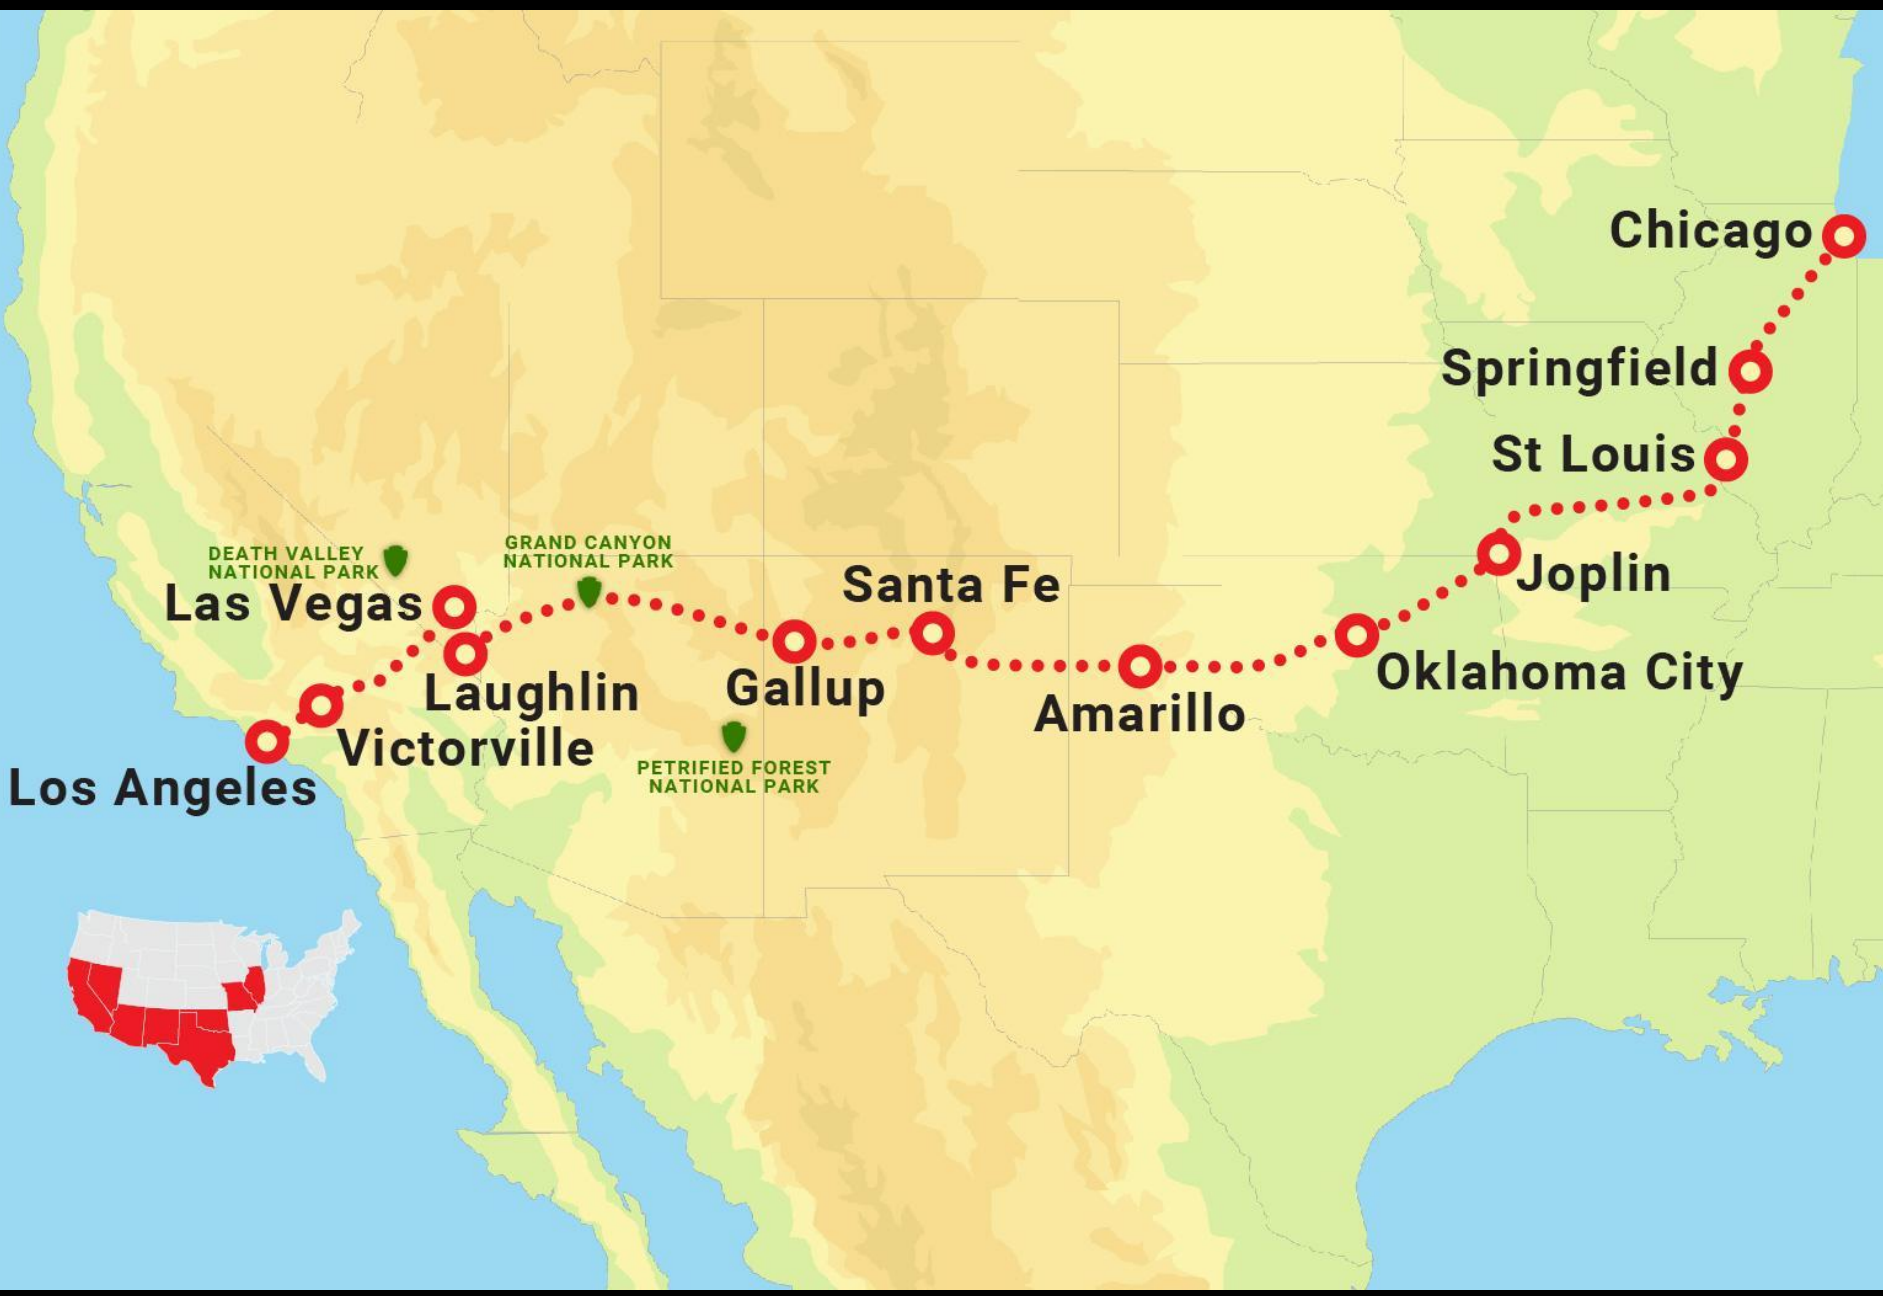 Chicago
Springfield
St Louis
DEATH VALLEY
NATIONAL PARK
GRAND CANYON
NATIONAL PARK
Las Vegas
Santa Fe
Joplin
Laughlin
Gallup
Oklahoma City
Amarillo
Victorville
PETRIFIED FOREST
NATIONAL PARK
Los Angeles